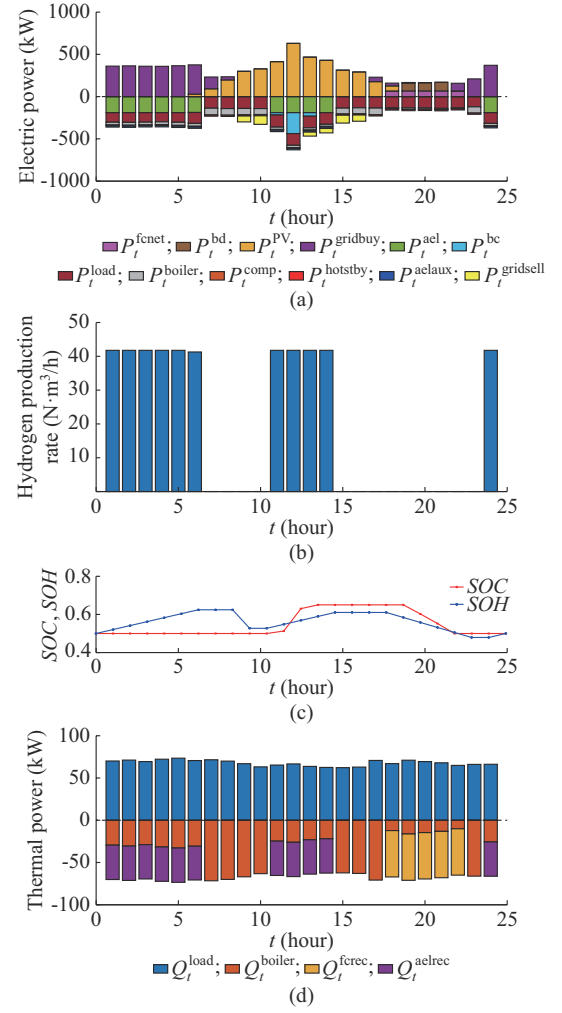 1000
500
0
-500
-1000
Electric power (kW)
0 5 10 15 20 25
t (hour)
P_t^fcnet; P_t^bd; P_t^PV; P_t^gridbuy; P_t^ael; P_t^bc
P_t^load; P_t^boiler; P_t^comp; P_t^hotstby; P_t^aelaux; P_t^gridsell
(a)
50
40
30
20
10
Hydrogen production
rate (N·m³/h)
0 5 10 15 20 25
t (hour)
(b)
0.8
0.6
0.4
SOC, SOH
SOC
SOH
0 5 10 15 20 25
t (hour)
(c)
100
50
0
-50
-100
Thermal power (kW)
0 5 10 15 20 25
t (hour)
Q_t^load; Q_t^boiler; Q_t^fcrec; Q_t^aelrec
(d)